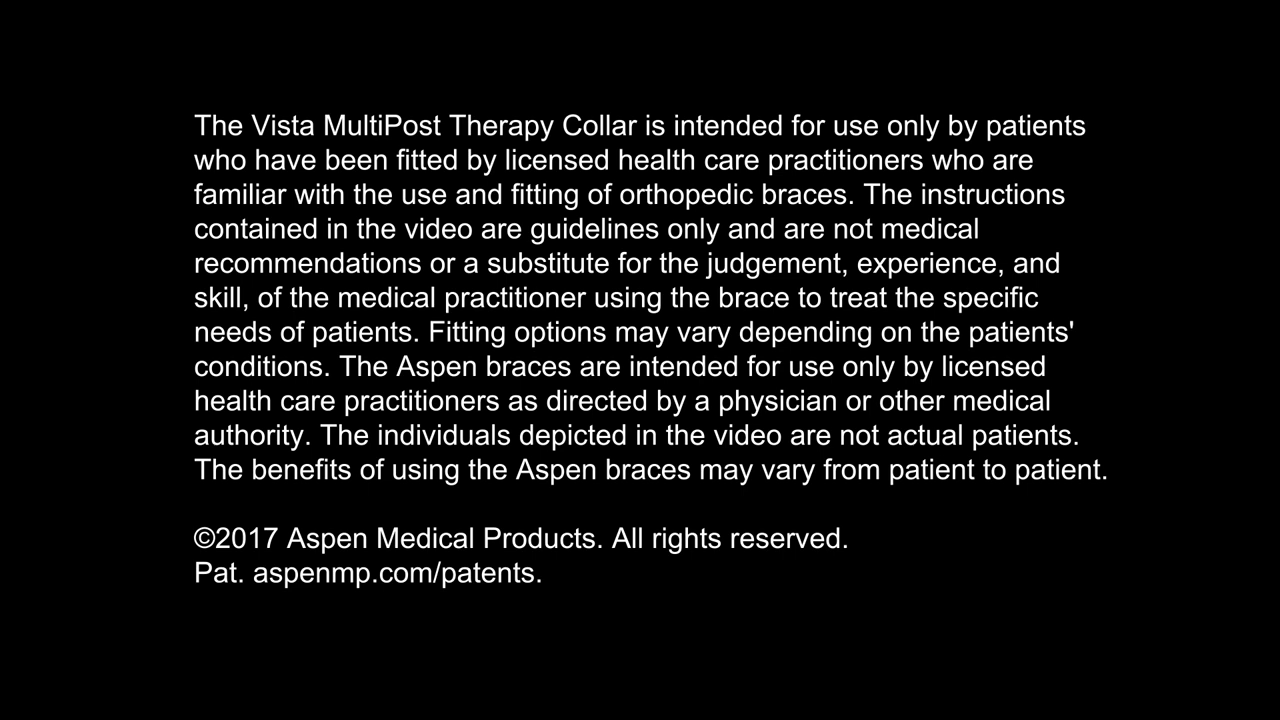 The Vista MultiPost Therapy Collar is intended for use only by patients
who have been fitted by licensed health care practitioners who are
familiar with the use and fitting of orthopedic braces. The instructions
contained in the video are guidelines only and are not medical
recommendations or a substitute for the judgement, experience, and
skill, of the medical practitioner using the brace to treat the specific
needs of patients. Fitting options may vary depending on the patients'
conditions. The Aspen braces are intended for use only by licensed
health care practitioners as directed by a physician or other medical
authority. The individuals depicted in the video are not actual patients.
The benefits of using the Aspen braces may vary from patient to patient.
©2017 Aspen Medical Products. All rights reserved.
Pat. aspenmp.com/patents.